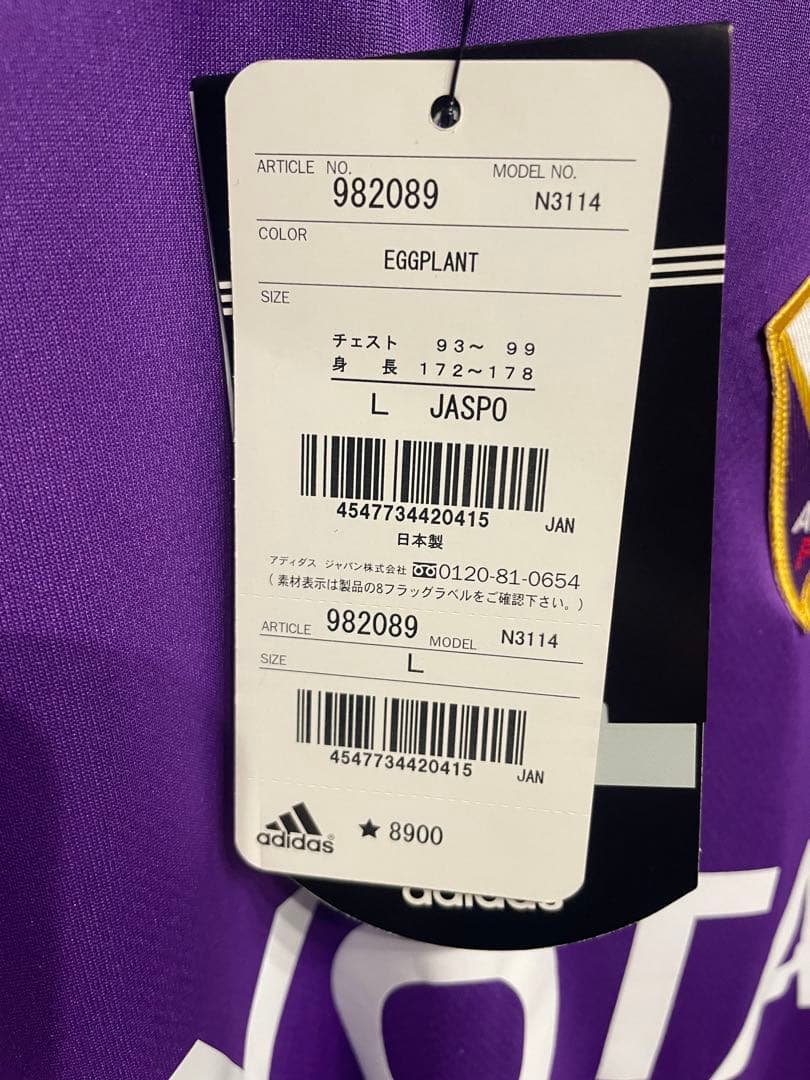 ARTICLE NO. 982089 MODEL NO. N3114
COLOR
EGGPLANT
SIZE
チェスト 93～ 99
身 長 172～178
L JASPO
4547734420415 JAN
日本製
アディダス ジャパン株式会社 0120-81-0654
(素材表示は製品の8フラッグラベルをご確認下さい。)
ARTICLE 982089 MODEL N3114
SIZE L
4547734420415 JAN
adidas ® ★ 8900
adidas